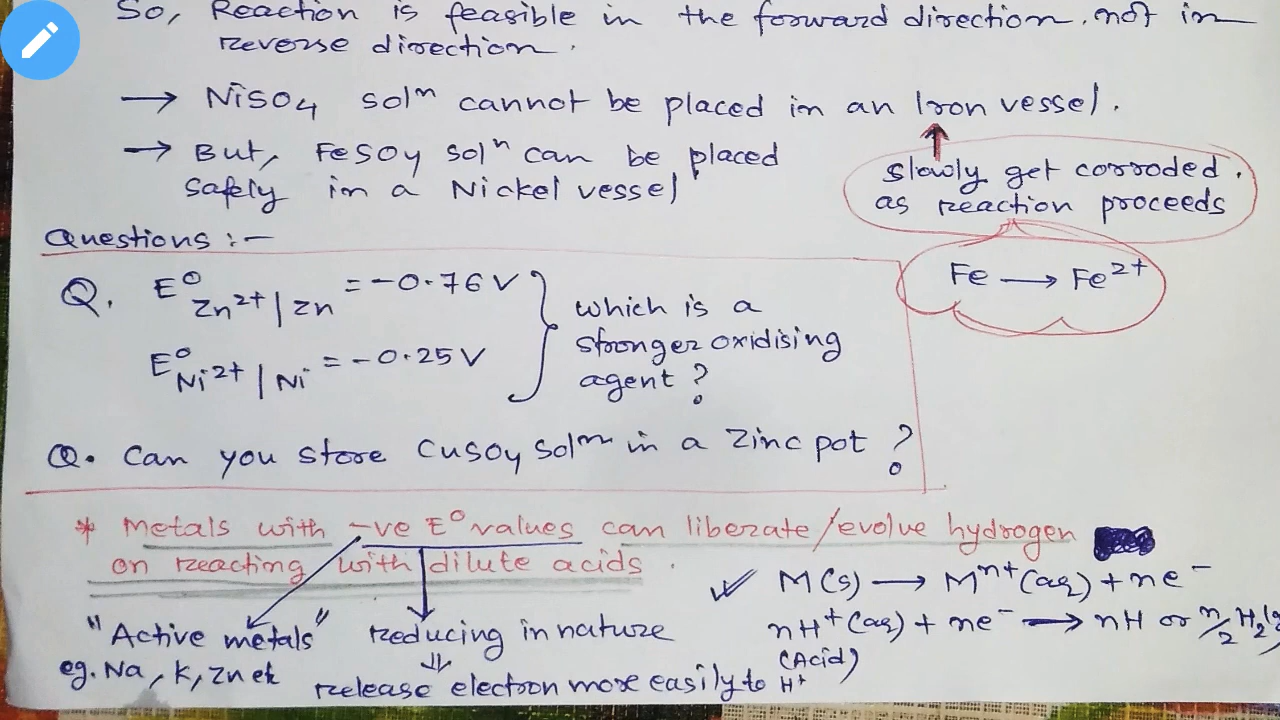 So, Reaction is feasible in the forward direction, not in
reverse direction.
→ NiSO4 solⁿ cannot be placed in an Iron vessel.
→ But, FeSO4 solⁿ can be placed
safely in a Nickel vessel
slowly get corroded.
as reaction proceeds
Fe → Fe²⁺
Questions :-
Q. E⁰ Zn²⁺|Zn = -0.76 V
E⁰ Ni²⁺|Ni = -0.25 V
which is a
stronger oxidising
agent ?
Q. Can you store CuSO4 solⁿ in a Zinc pot ?
* Metals with -ve E⁰ values can liberate/evolve hydrogen
on reacting with dilute acids.
"Active metals"
eg. Na, K, Zn etc
reducing in nature
⇓
release electron more easily to H⁺
✓ M(s) → Mⁿ⁺(aq) + ne⁻
nH⁺(aq) + ne⁻ → nH or n/2 H₂(g
(Acid)